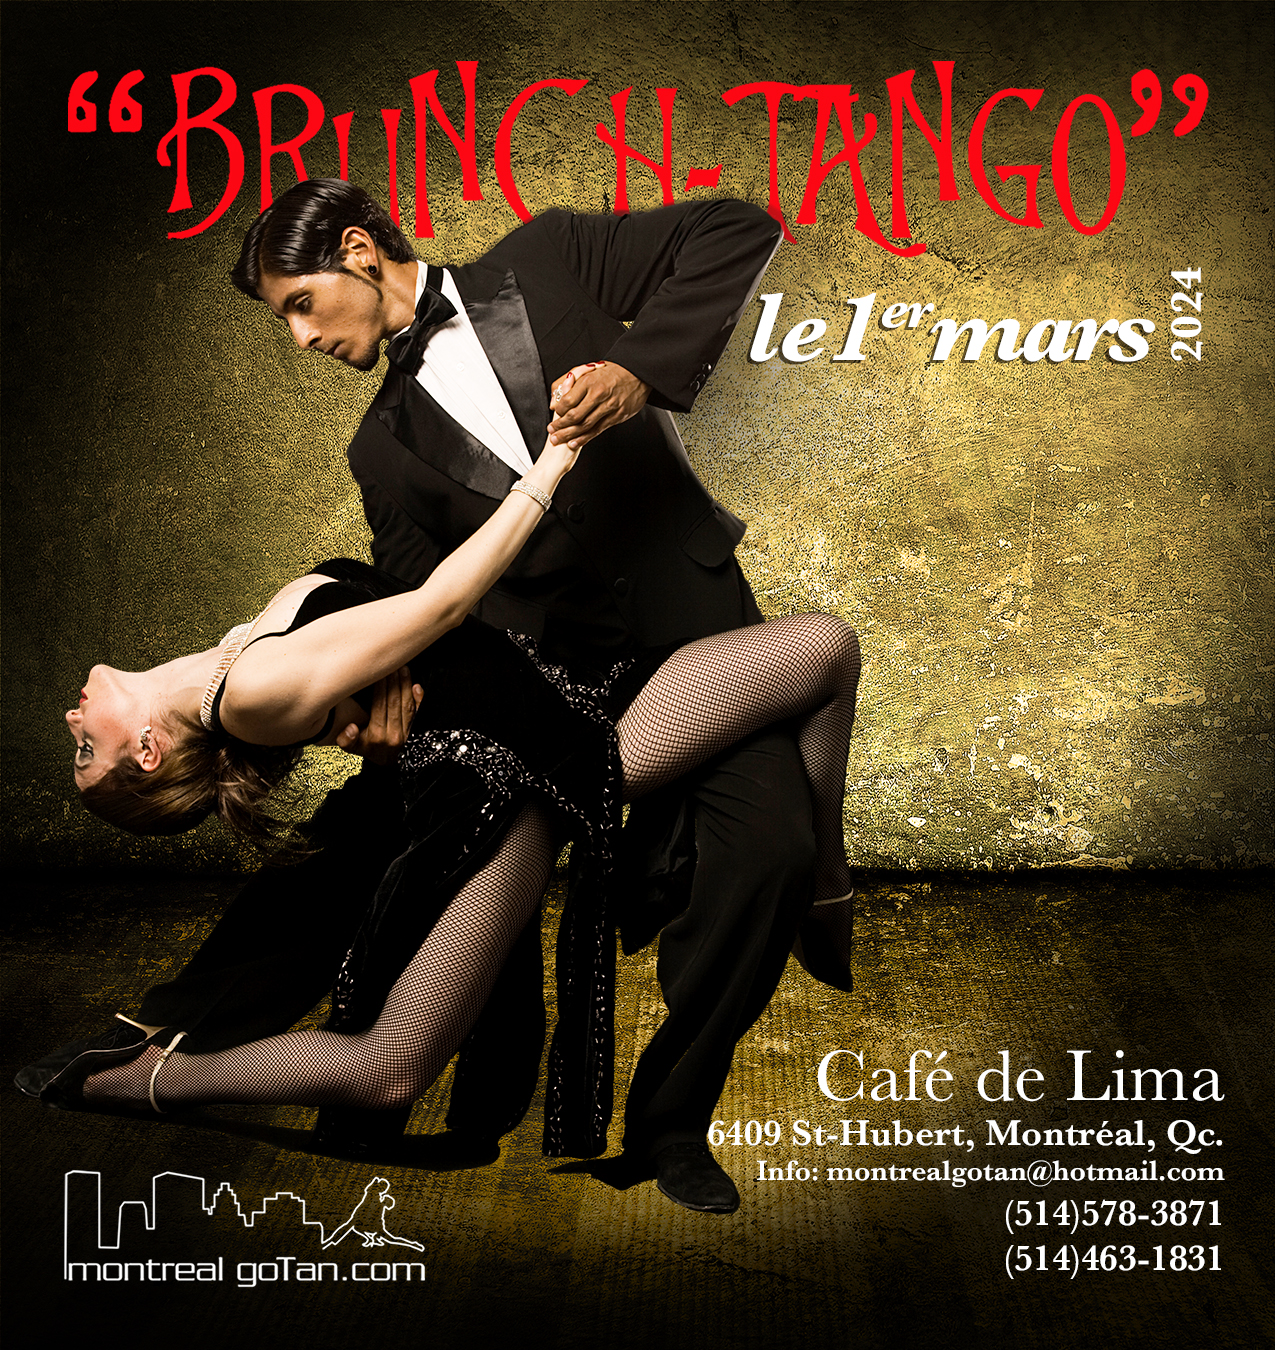 “BRUNCH-TANGO”
le 1er mars 2024
Café de Lima
6409 St-Hubert, Montréal, Qc.
Info: montrealgotan@hotmail.com
(514)578-3871
(514)463-1831
montreal goTan.com